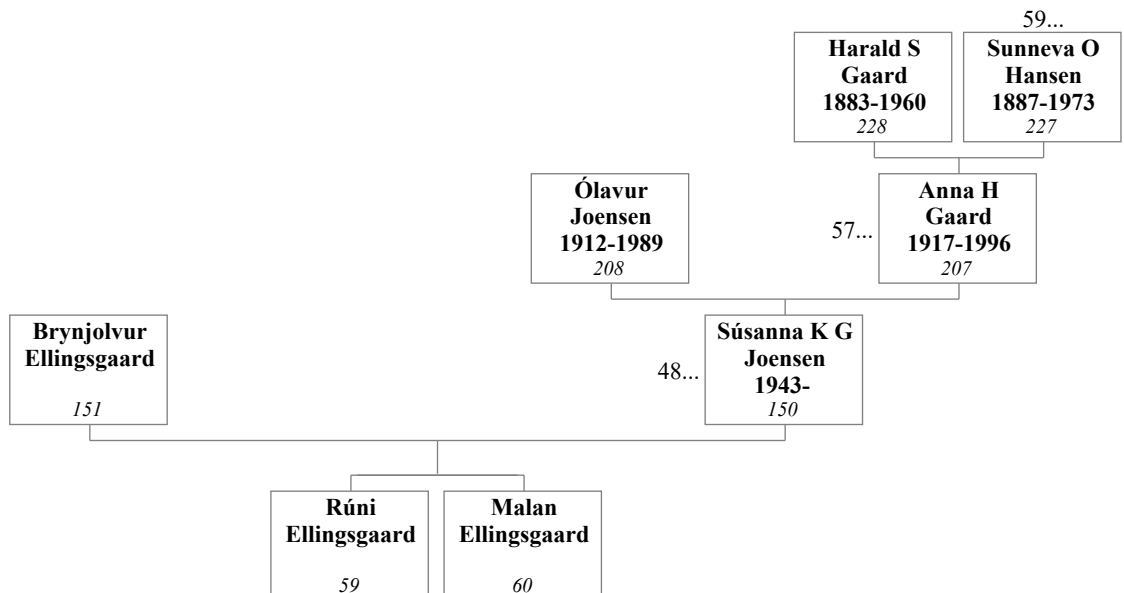 59...
Harald S
Gaard
1883-1960
228
Sunneva O
Hansen
1887-1973
227
Ólavur
Joensen
1912-1989
208
57...
Anna H
Gaard
1917-1996
207
Brynjolvur
Ellingsgaard
151
48...
Súsanna K G
Joensen
1943-
150
Rúni
Ellingsgaard
59
Malan
Ellingsgaard
60